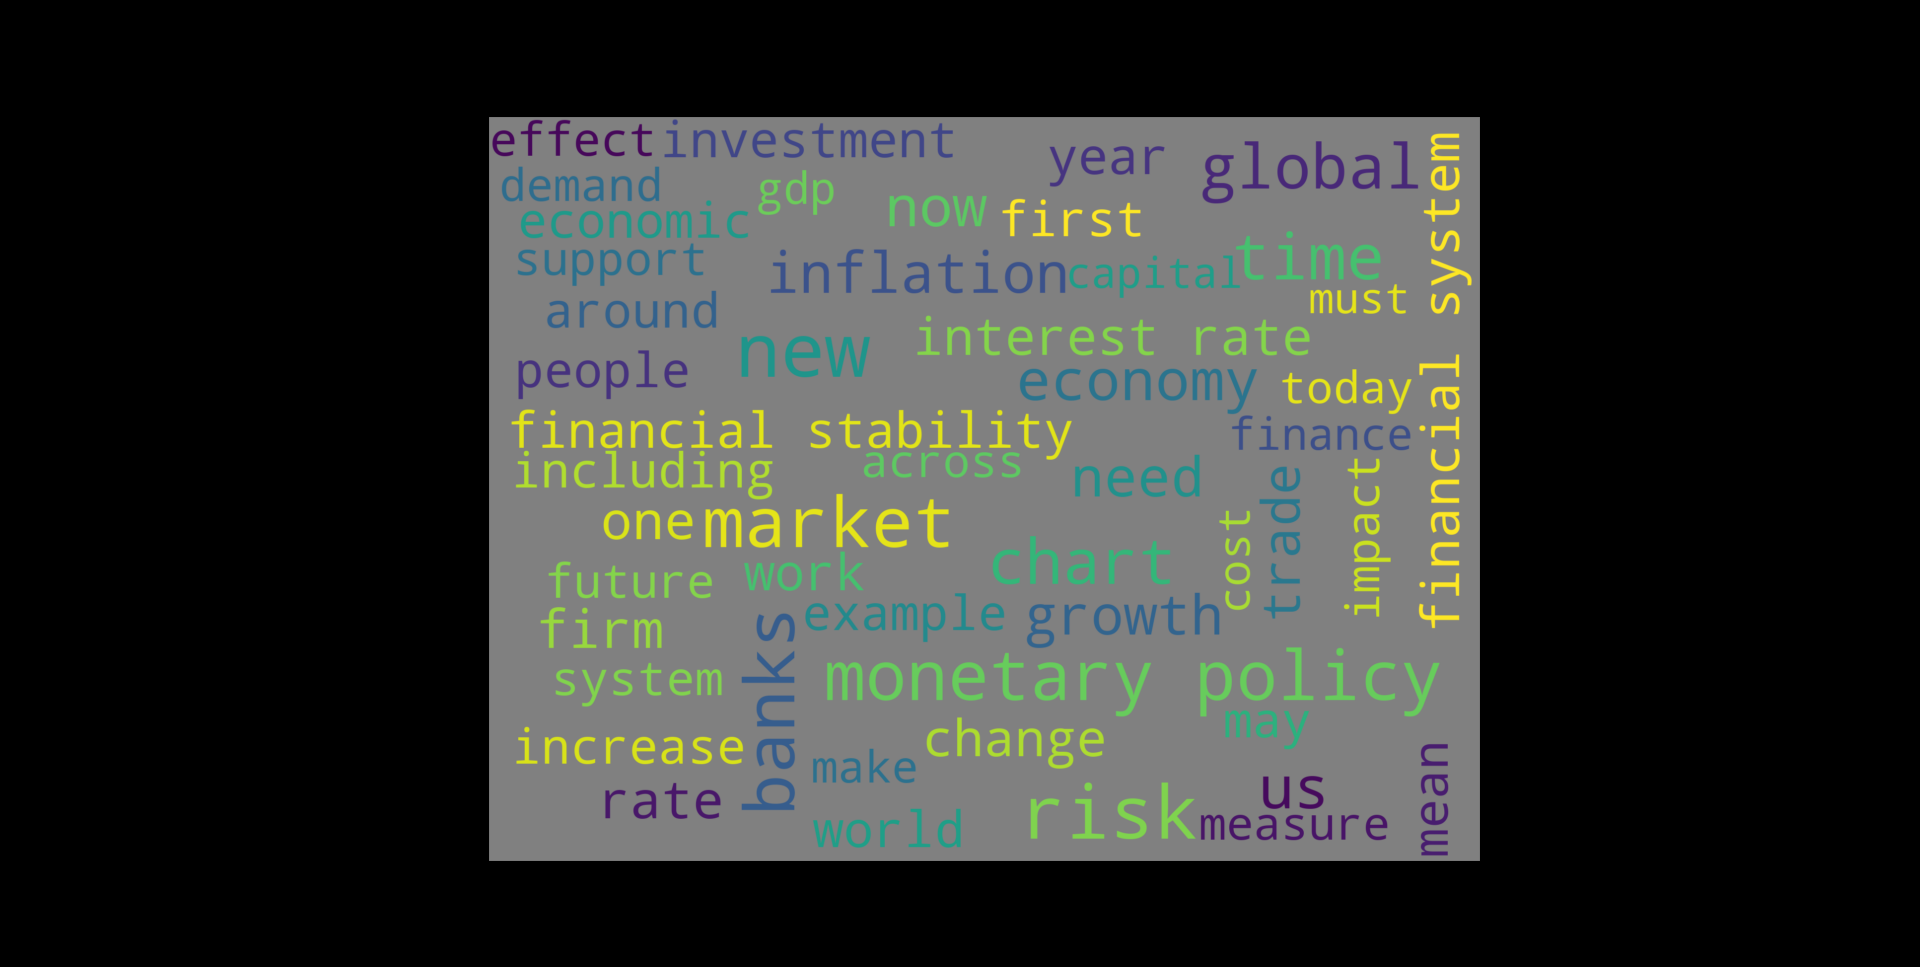 effect
investment
year
global
demand
gdp
economic
now
first
support
inflation
capital
time
must
around
new
interest rate
people
economy
today
financial stability
finance
including
across
need
financial system
one
market
trade
impact
cost
chart
future
work
firm
example
growth
system
banks
monetary policy
may
increase
change
make
rate
world
risk
us
measure
mean